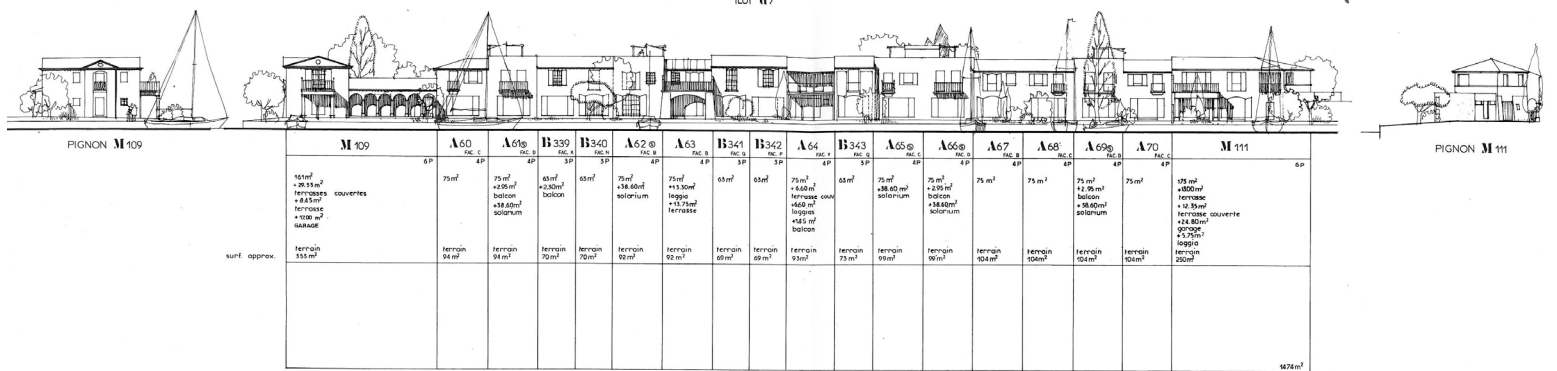 ILOT M7
PIGNON M 109
PIGNON M 111
M 109
6P
161 m²
+ 29.35 m²
terrasses couvertes
+ 8.45 m²
terrasse
+ 17.00 m²
GARAGE
terrain
353 m²
A 60
FAC. C
4P
75 m²
terrain
94 m²
A 61 S
FAC. D
4P
75 m²
+2.95 m²
balcon
+38.60 m²
solarium
terrain
94 m²
B 339
FAC. K
3P
63 m²
+2.30 m²
balcon
terrain
70 m²
B 340
FAC. N
3P
63 m²
terrain
70 m²
A 62 S
FAC. B
4P
75 m²
+38.60 m²
solarium
terrain
92 m²
A 63
FAC. D
4P
75 m²
+13.30 m²
loggia
+13.75 m²
terrasse
terrain
92 m²
B 341
FAC. Q
3P
63 m²
terrain
69 m²
B 342
FAC. P
3P
63 m²
terrain
69 m²
A 64
FAC. Y
4P
75 m²
+6.60 m²
terrasse couv
+6.60 m²
loggias
balcon
terrain
93 m²
B 343
FAC. Q
63 m²
terrain
73 m²
A 65 S
FAC. C
4P
75 m²
+38.60 m²
solarium
terrain
99 m²
A 66 S
FAC. D
4P
75 m²
+2.95 m²
balcon
+38.60 m²
solarium
terrain
99 m²
A 67
FAC. B
4P
75 m²
terrain
104 m²
A 68
FAC. C
4P
75 m²
terrain
104 m²
A 69 S
FAC. D
4P
75 m²
+2.95 m²
balcon
+38.60 m²
solarium
terrain
104 m²
A 70
FAC. C
4P
75 m²
terrain
104 m²
M 111
6P
175 m²
terrasse
+ 12.35 m²
terrasse couverte
+24.80 m²
garage
+ 5.75 m²
loggia
terrain
250 m²
surf. approx.
1474 m²